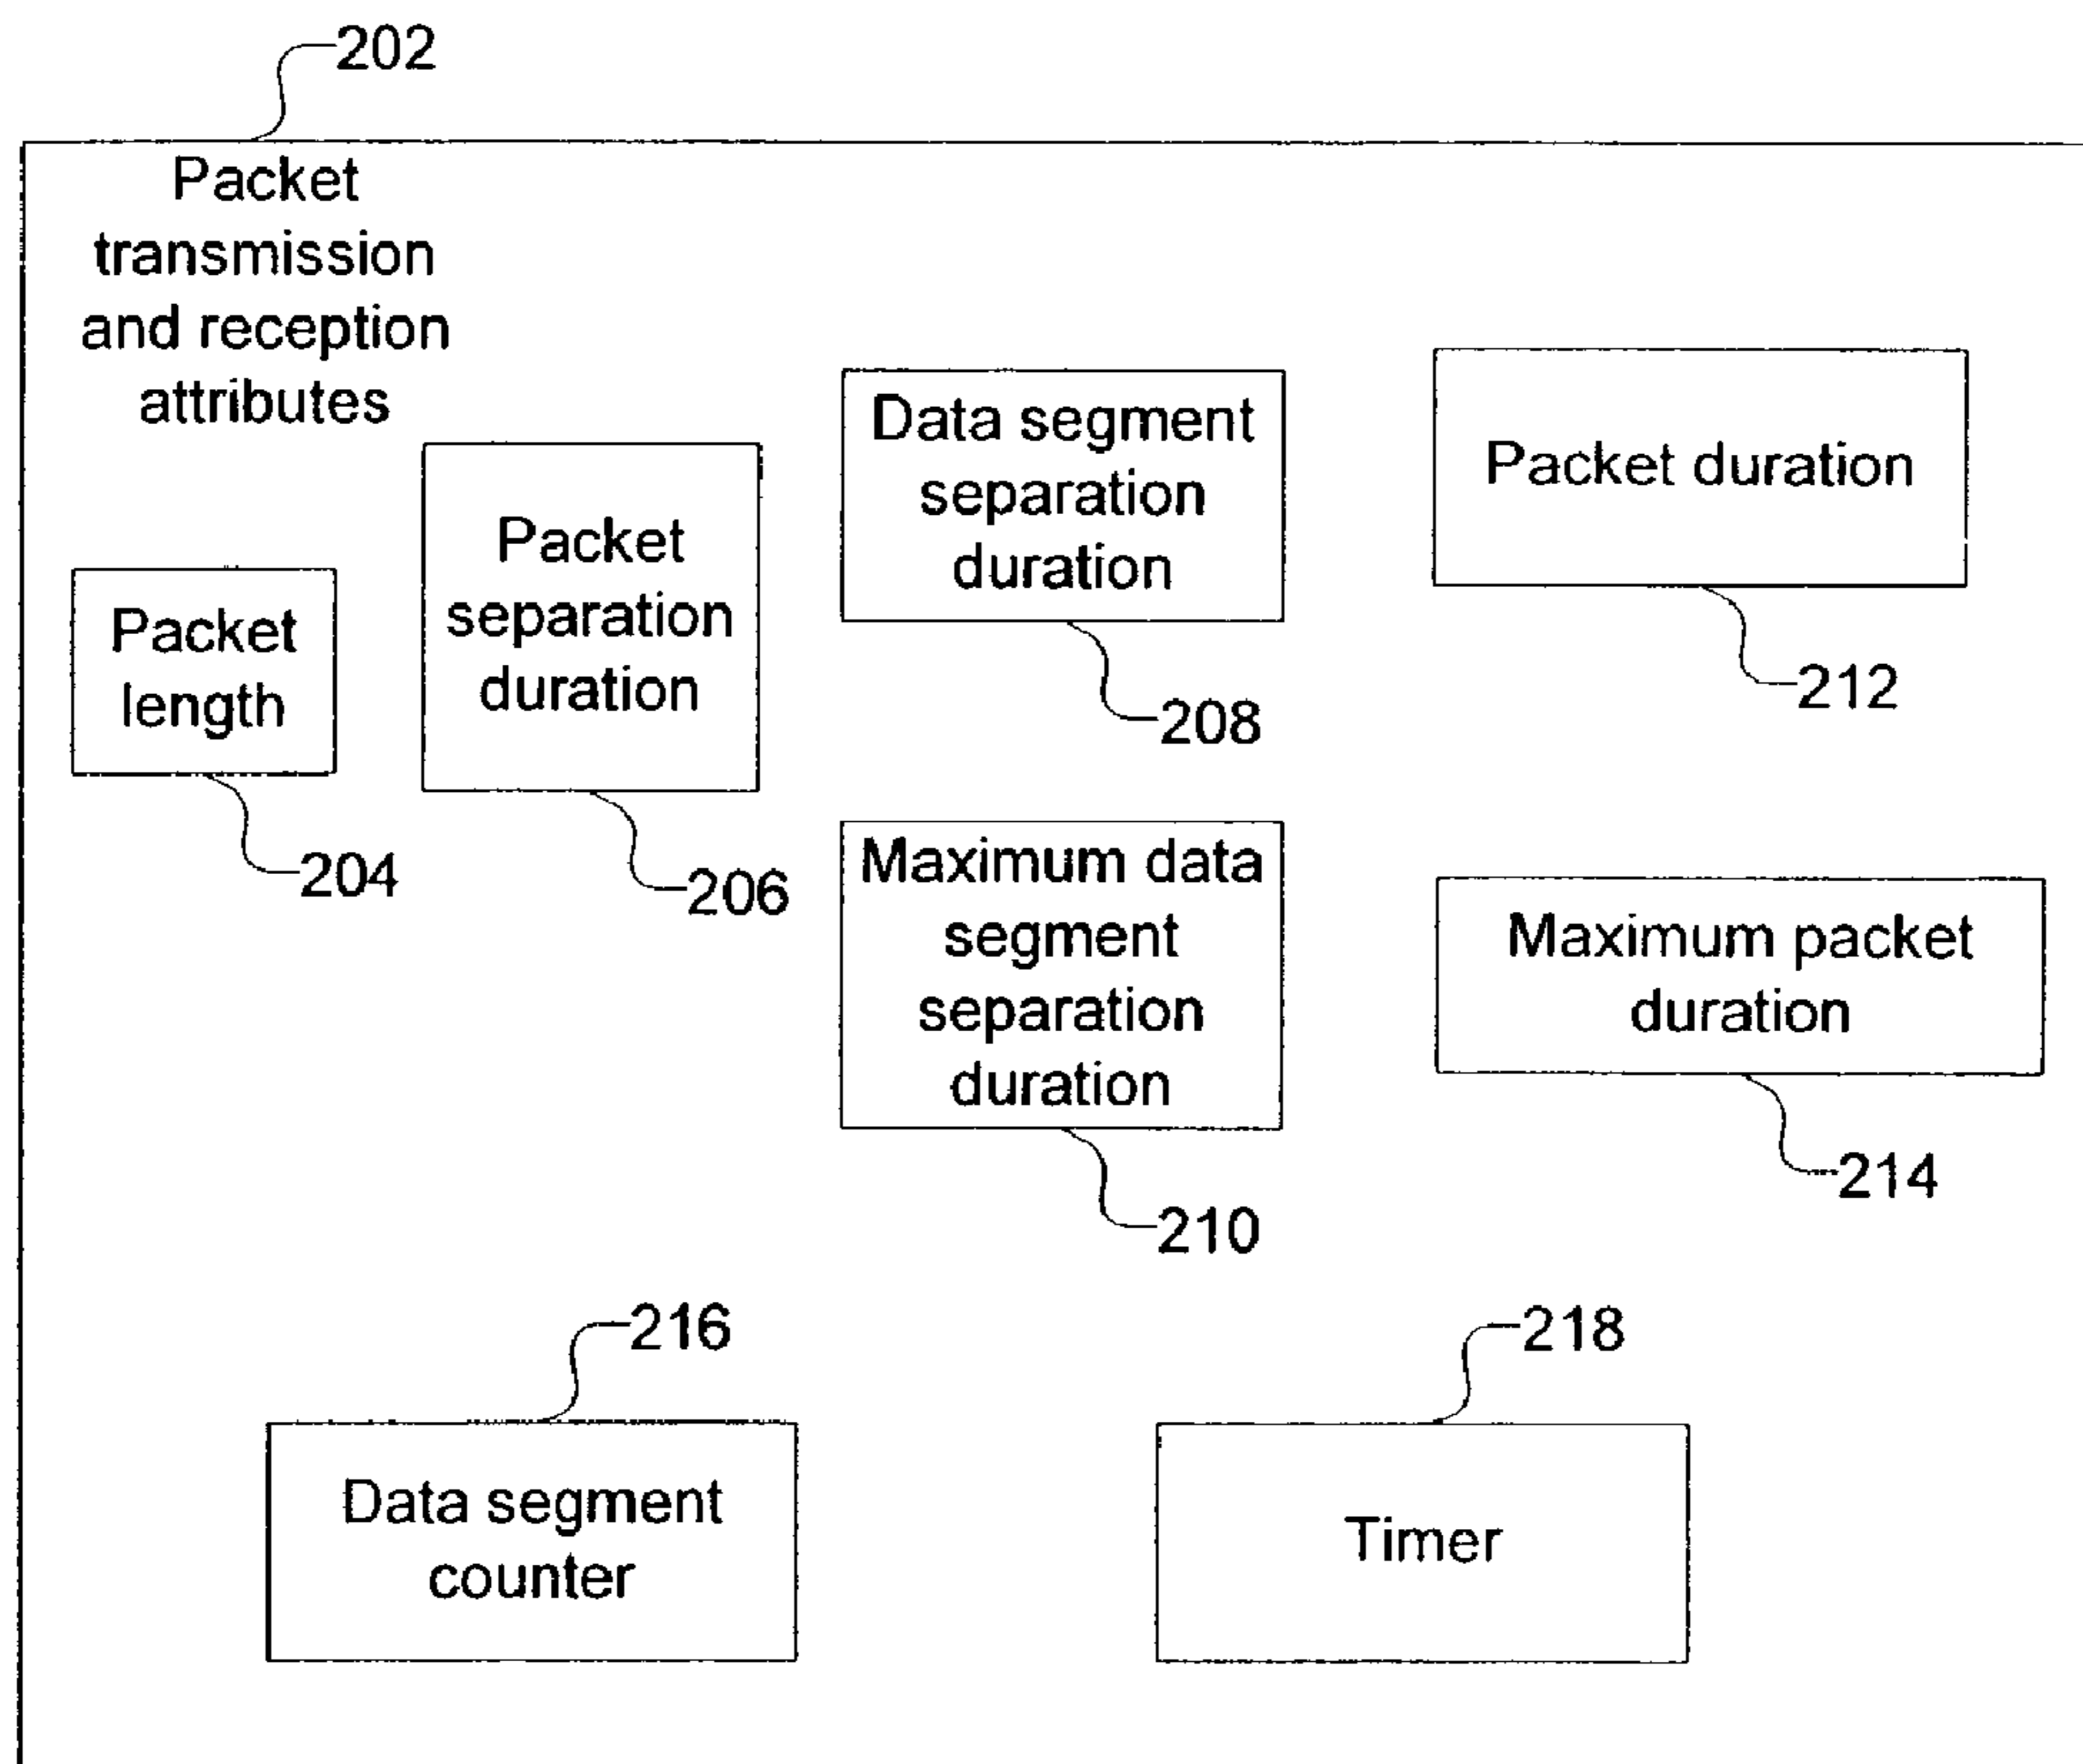 202
Packet
transmission
and reception
attributes
Data segment
separation
duration
Packet duration
Packet
separation
duration
Packet
length
212
208
204
206
Maximum data
segment
separation
duration
Maximum packet
duration
214
210
216
218
Data segment
counter
Timer